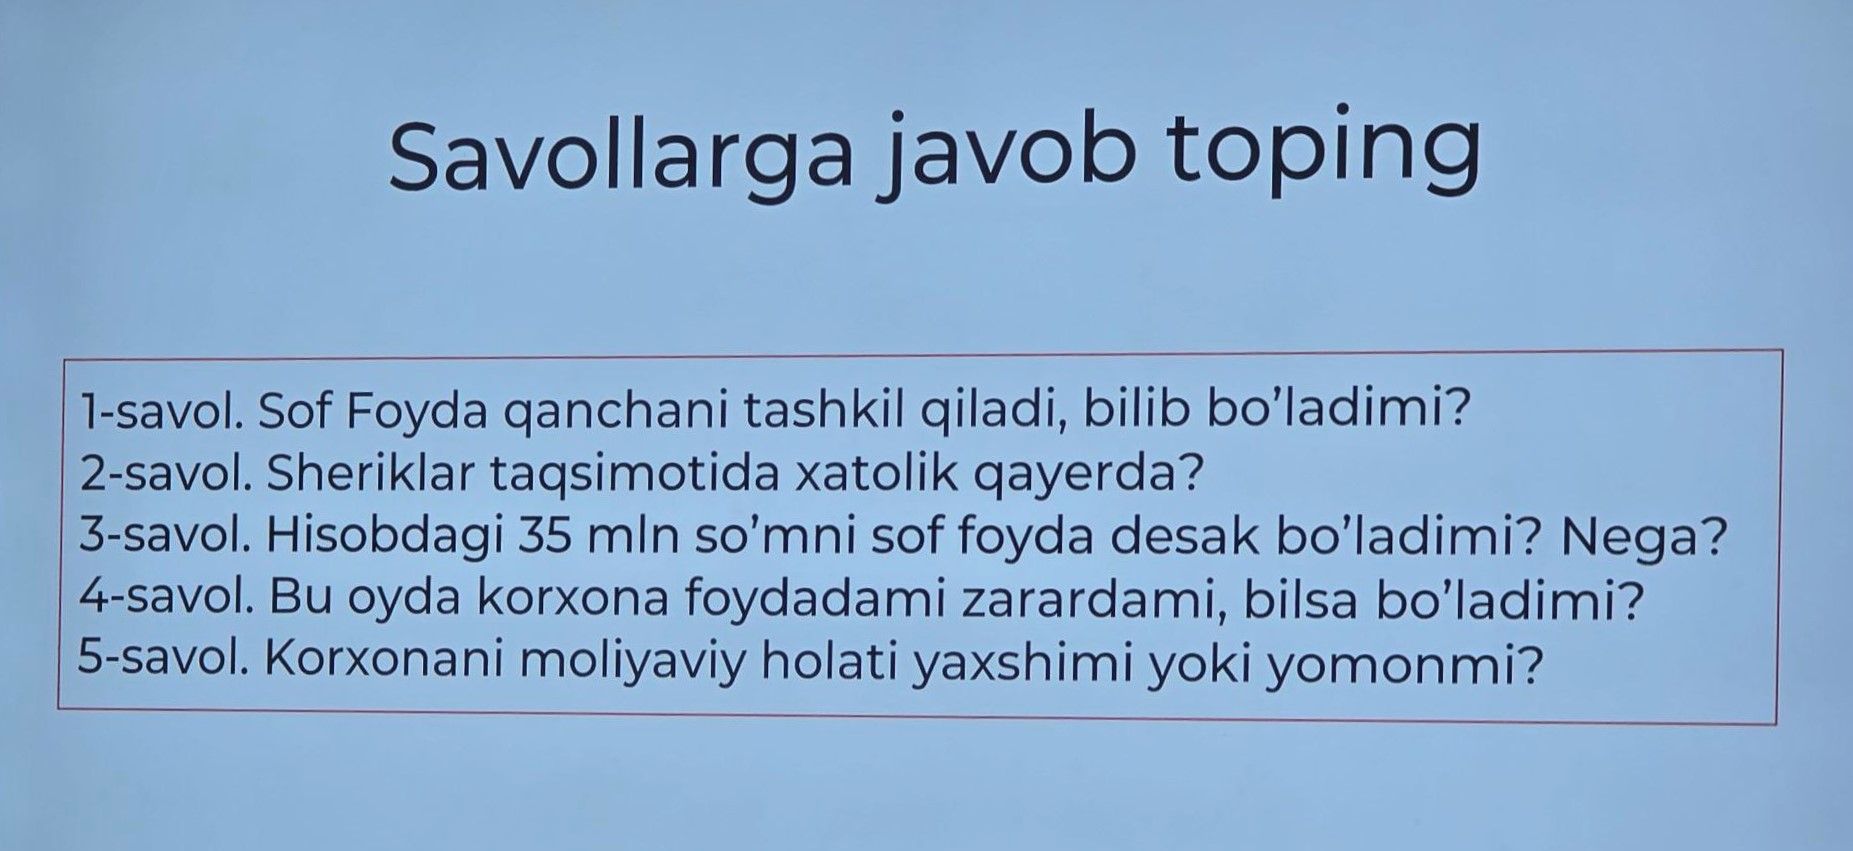 Savollarga javob toping
1-savol. Sof Foyda qanchani tashkil qiladi, bilib bo'ladimi?
2-savol. Sheriklar taqsimotida xatolik qayerda?
3-savol. Hisobdagi 35 mln so'mni sof foyda desak bo'ladimi? Nega?
4-savol. Bu oyda korxona foydadami zarardami, bilsa bo'ladimi?
5-savol. Korxonani moliyaviy holati yaxshimi yoki yomonmi?